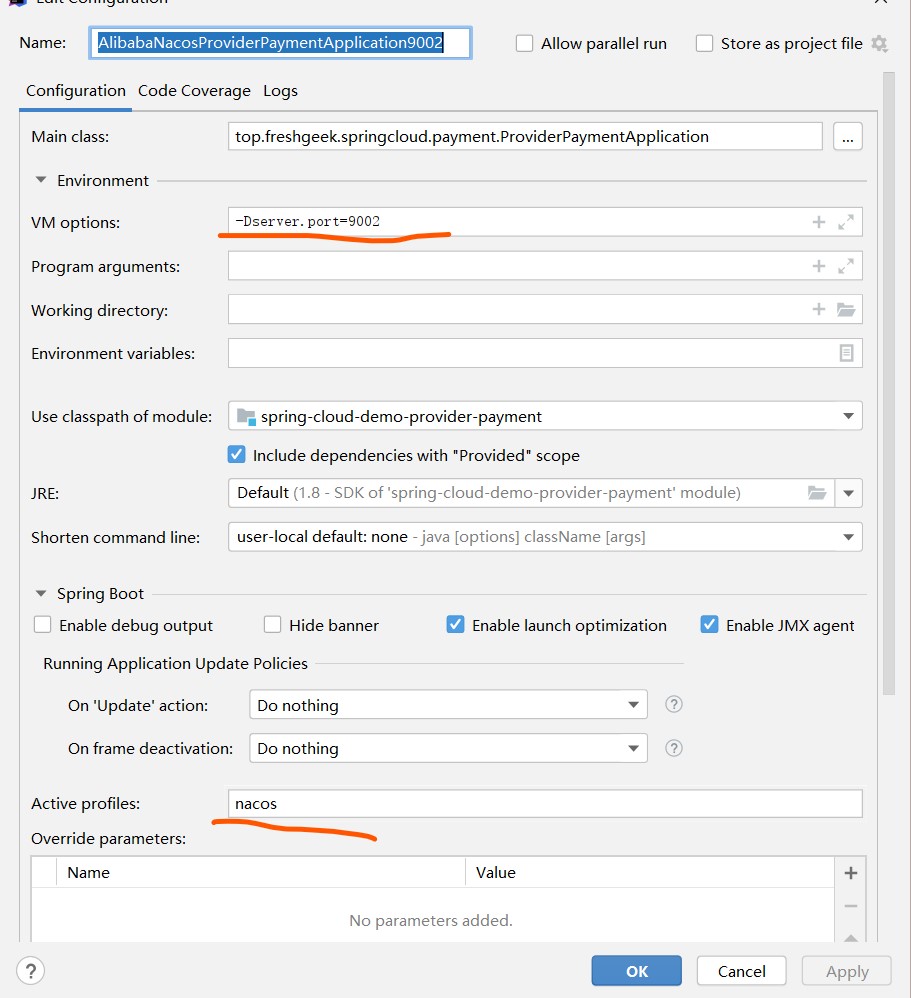 Edit Configuration
Name: AlibabaNacosProviderPaymentApplication9002 Allow parallel run Store as project file
Configuration Code Coverage Logs
Main class: top.freshgeek.springcloud.payment.ProviderPaymentApplication ...
Environment
VM options: -Dserver.port=9002
Program arguments:
Working directory:
Environment variables:
Use classpath of module: spring-cloud-demo-provider-payment
Include dependencies with "Provided" scope
JRE: Default (1.8 - SDK of 'spring-cloud-demo-provider-payment' module)
Shorten command line: user-local default: none - java [options] className [args]
Spring Boot
Enable debug output Hide banner Enable launch optimization Enable JMX agent
Running Application Update Policies
On 'Update' action: Do nothing ?
On frame deactivation: Do nothing ?
Active profiles: nacos
Override parameters:
Name Value
No parameters added.
? OK Cancel Apply